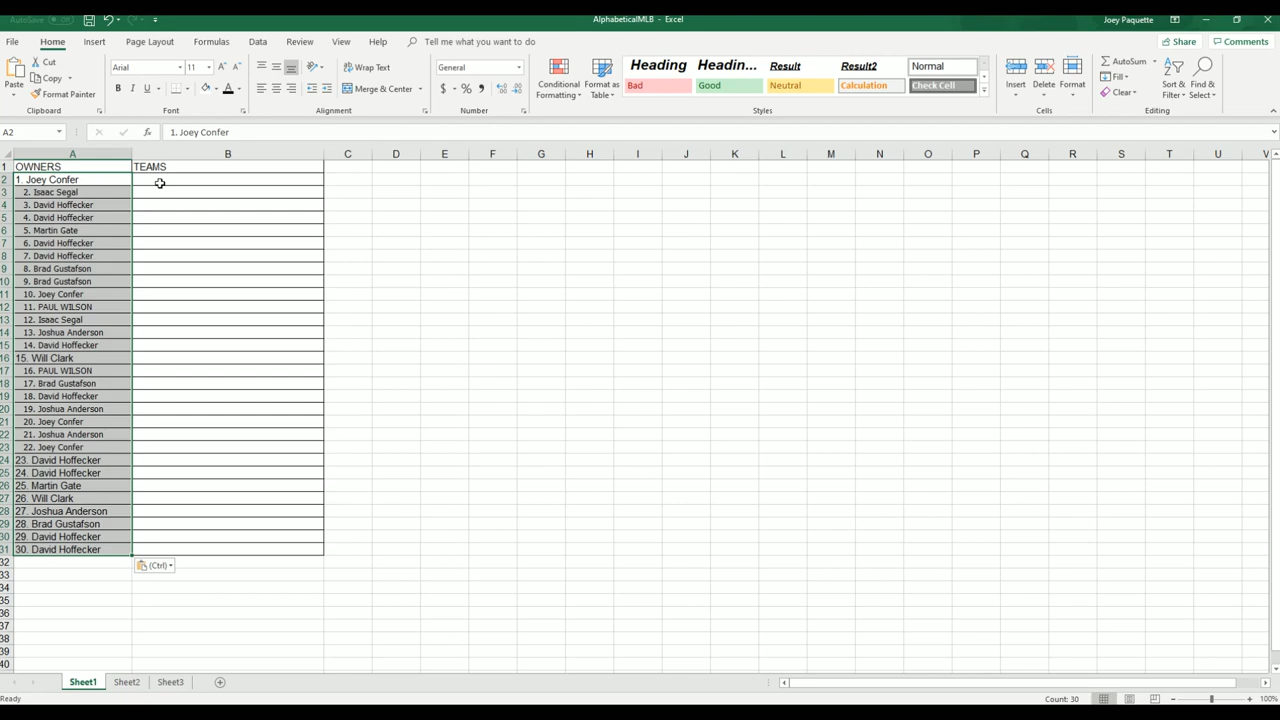 AutoSave Off
AlphabeticalMLB - Excel
Joey Paquette
File Home Insert Page Layout Formulas Data Review View Help Tell me what you want to do
Share Comments
Paste
Cut
Copy
Format Painter
Clipboard
Arial 11
B I U
Font
Wrap Text
Merge & Center
Alignment
General
$ % ,
Number
Conditional Formatting
Format as Table
Heading Headin... Result Result2 Normal
Bad Good Neutral Calculation Check Cell
Styles
Insert Delete Format
Cells
AutoSum
Fill
Clear
Sort & Filter
Find & Select
Editing
A2 fx 1. Joey Confer
A B C D E F G H I J K L M N O P Q R S T U V
1 OWNERS TEAMS
2 1. Joey Confer
3 2. Isaac Segal
4 3. David Hoffecker
5 4. David Hoffecker
6 5. Martin Gate
7 6. David Hoffecker
8 7. David Hoffecker
9 8. Brad Gustafson
10 9. Brad Gustafson
11 10. Joey Confer
12 11. PAUL WILSON
13 12. Isaac Segal
14 13. Joshua Anderson
15 14. David Hoffecker
16 15. Will Clark
17 16. PAUL WILSON
18 17. Brad Gustafson
19 18. David Hoffecker
20 19. Joshua Anderson
21 20. Joey Confer
22 21. Joshua Anderson
23 22. Joey Confer
24 23. David Hoffecker
25 24. David Hoffecker
26 25. Martin Gate
27 26. Will Clark
28 27. Joshua Anderson
29 28. Brad Gustafson
30 29. David Hoffecker
31 30. David Hoffecker
32 (Ctrl)
33
34
35
36
37
38
39
40
Sheet1 Sheet2 Sheet3
Ready Count: 30 100%